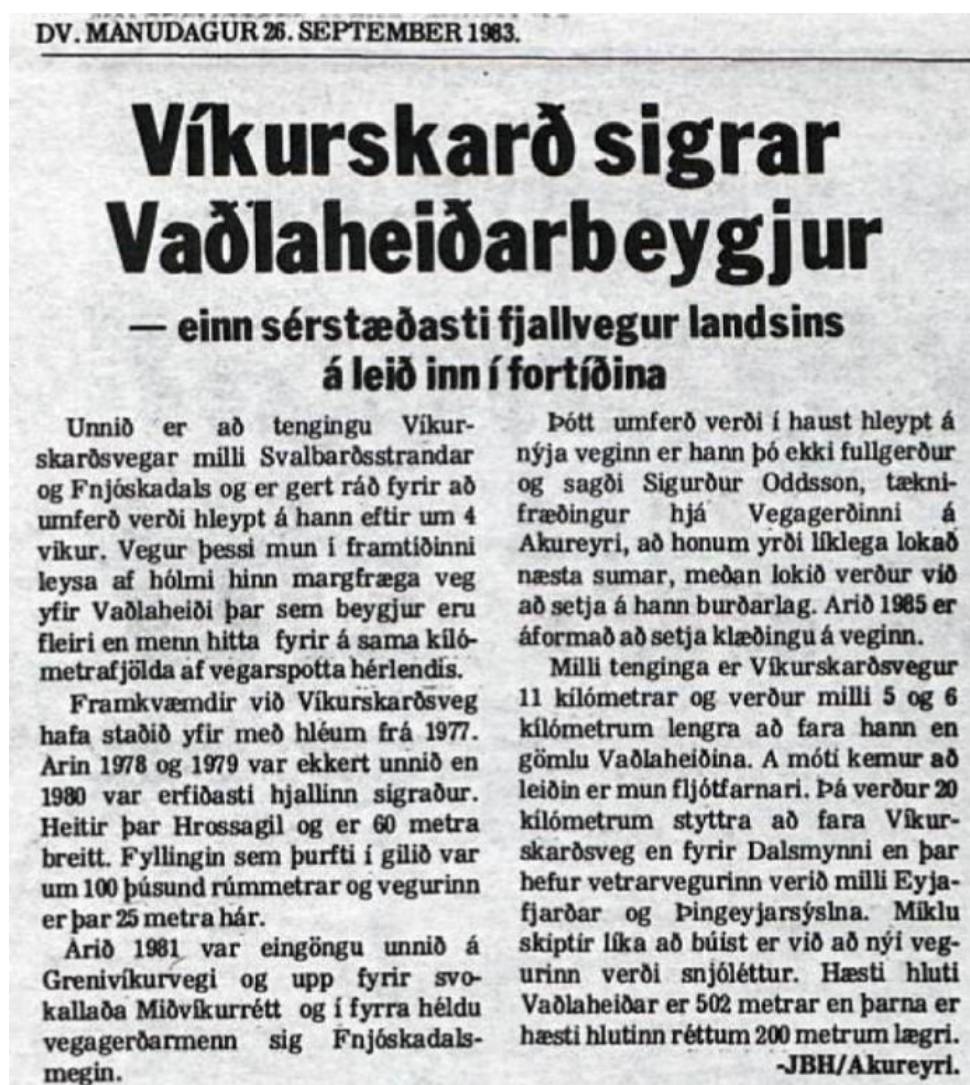 DV. MÁNUDAGUR 26. SEPTEMBER 1983.
Víkurskarð sigrar
Vaðlaheiðarbeygjur
— einn sérstæðasti fjallvegur landsins
á leið inn í fortíðina
Unnið er að tengingu Víkur-
skarðsvegar milli Svalbarðsstrandar
og Fnjóskadals og er gert ráð fyrir að
umferð verði hleypt á hann eftir um 4
vikur. Vegur þessi mun í framtíðinni
leysa af hólmi hinn margfræga veg
yfir Vaðlaheiði þar sem beygjur eru
fleiri en menn hitta fyrir á sama kíló-
metrafjölda af vegarspotta hérlendis.
Framkvæmdir við Víkurskarðsveg
hafa staðið yfir með hléum frá 1977.
Árin 1978 og 1979 var ekkert unnið en
1980 var erfiðasti hjallinn sigraður.
Heitir þar Hrossagil og er 60 metra
breitt. Fyllingin sem þurfti í gilið var
um 100 þúsund rúmmetrar og vegurinn
er þar 25 metra hár.
Árið 1981 var eingöngu unnið á
Grenivíkurvegi og upp fyrir svo-
kallaða Miðvíkurrétt og í fyrra héldu
vegagerðarmenn sig Fnjóskadals-
megin.
Þótt umferð verði í haust hleypt á
nýja veginn er hann þó ekki fullgerður
og sagði Sigurður Oddsson, tækni-
fræðingur hjá Vegagerðinni á
Akureyri, að honum yrði líklega lokað
næsta sumar, meðan lokið verður við
að setja á hann burðarlag. Árið 1985 er
áformað að setja klæðingu á veginn.
Milli tenginga er Víkurskarðsvegur
11 kílómetrar og verður milli 5 og 6
kílómetrum lengra að fara hann en
gömlu Vaðlaheiðina. Á móti kemur að
leiðin er mun fljótfarnari. Þá verður 20
kílómetrum styttra að fara Víkur-
skarðsveg en fyrir Dalsmynni en þar
hefur vetrarvegurinn verið milli Eyja-
fjarðar og Þingeyjarsýslna. Miklu
skiptir líka að búist er við að nýi veg-
urinn verði snjóléttur. Hæsti hluti
Vaðlaheiðar er 502 metrar en þarna er
hæsti hlutinn réttum 200 metrum lægri.
-JBH/Akureyri.